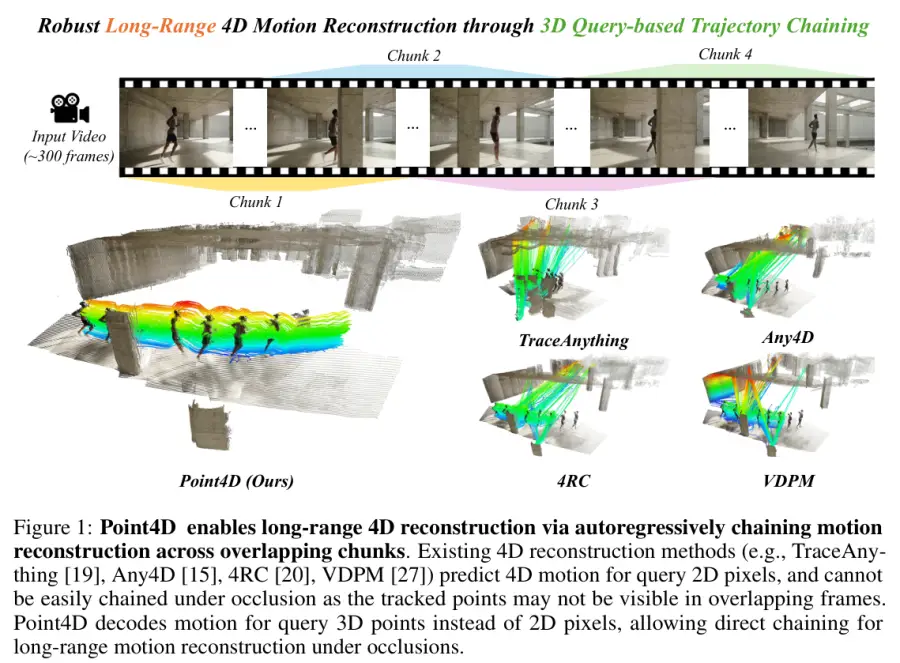 Robust Long-Range 4D Motion Reconstruction through 3D Query-based Trajectory Chaining
Chunk 2
Chunk 4
Input Video
(~300 frames)
...
...
...
...
Chunk 1
Chunk 3
TraceAnything
Any4D
Point4D (Ours)
4RC
VDPM
Figure 1: Point4D enables long-range 4D reconstruction via autoregressively chaining motion
reconstruction across overlapping chunks. Existing 4D reconstruction methods (e.g., TraceAny-
thing [19], Any4D [15], 4RC [20], VDPM [27]) predict 4D motion for query 2D pixels, and cannot
be easily chained under occlusion as the tracked points may not be visible in overlapping frames.
Point4D decodes motion for query 3D points instead of 2D pixels, allowing direct chaining for
long-range motion reconstruction under occlusions.